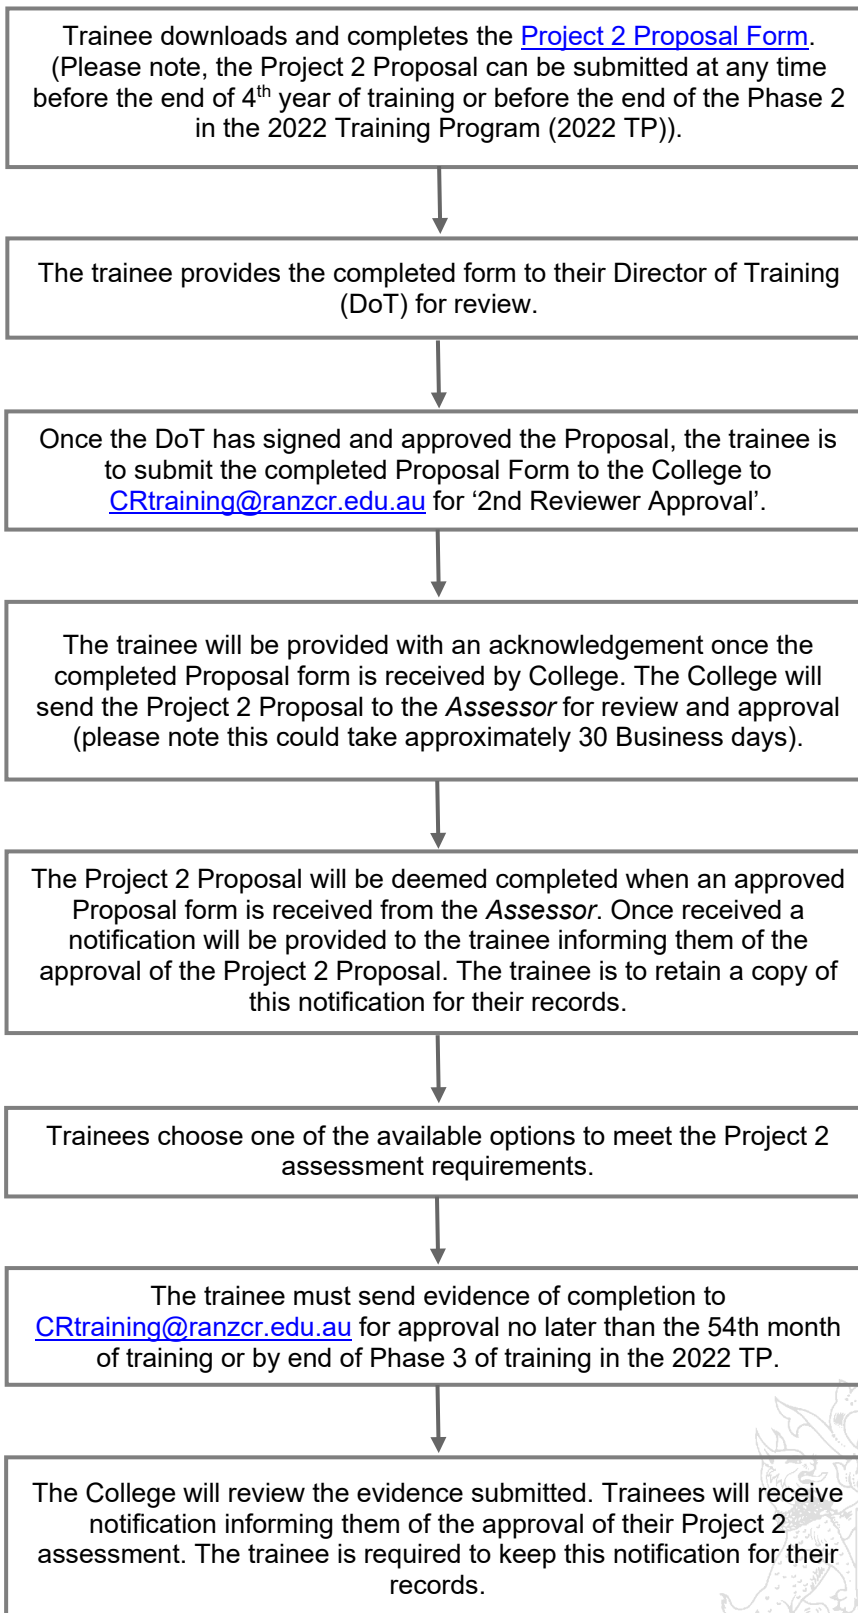 Trainee downloads and completes the Project 2 Proposal Form.
(Please note, the Project 2 Proposal can be submitted at any time
before the end of 4th year of training or before the end of the Phase 2
in the 2022 Training Program (2022 TP)).
The trainee provides the completed form to their Director of Training
(DoT) for review.
Once the DoT has signed and approved the Proposal, the trainee is
to submit the completed Proposal Form to the College to
CRtraining@ranzcr.edu.au for ‘2nd Reviewer Approval’.
The trainee will be provided with an acknowledgement once the
completed Proposal form is received by College. The College will
send the Project 2 Proposal to the Assessor for review and approval
(please note this could take approximately 30 Business days).
The Project 2 Proposal will be deemed completed when an approved
Proposal form is received from the Assessor. Once received a
notification will be provided to the trainee informing them of the
approval of the Project 2 Proposal. The trainee is to retain a copy of
this notification for their records.
Trainees choose one of the available options to meet the Project 2
assessment requirements.
The trainee must send evidence of completion to
CRtraining@ranzcr.edu.au for approval no later than the 54th month
of training or by end of Phase 3 of training in the 2022 TP.
The College will review the evidence submitted. Trainees will receive
notification informing them of the approval of their Project 2
assessment. The trainee is required to keep this notification for their
records.